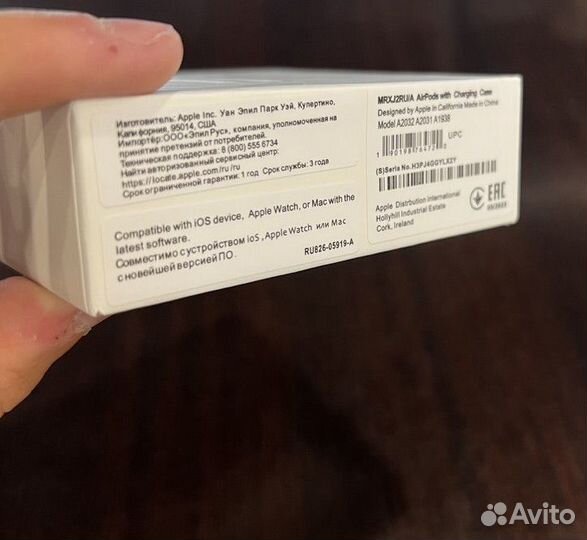 Изготовитель: Apple Inc. Уан Эпил Парк Уэй, Купертино,
Калифорния, 95014, США
Импортёр:ООО«Эпил Рус», компания, уполномоченная на
принятие претензий от потребителей.
Техническая поддержка: 8 (800) 555 6734
Найти авторизованный сервисный центр:
https://locate.apple.com/ru/ru
Срок ограниченной гарантии: 1 год Срок службы: 3 года
Compatible with iOS device, Apple Watch, or Mac with the
latest software.
Совместимо с устройством ioS , Apple Watch или Mac
с новейшей версией ПО.
RU826-05919-A
MRXJ2RU/A AirPods with Charging Case
Designed by Apple in California Made in China
Model A2032 A2031 A1938
UPC
(S)Seria No.H3PJ4GGYLX2Y
Apple Distrbution International
Hollyhill Industrial Estate
Cork, Ireland
EAC
Avito